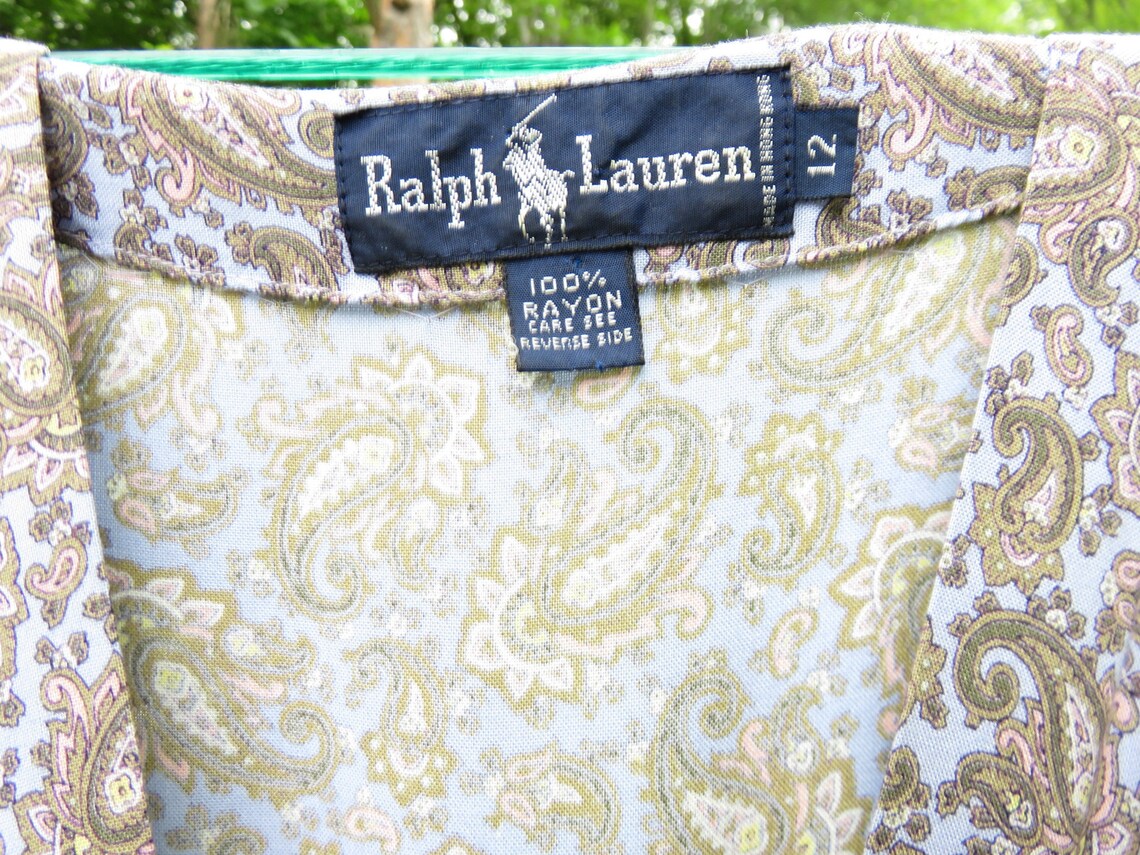 Ralph Lauren
MADE IN HONG KONG
12
100%
RAYON
CARE SEE
REVERSE SIDE